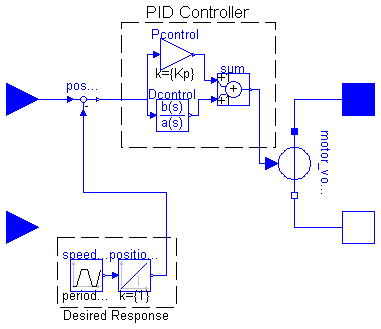 PID Controller
Pcontrol
k={Kp}
sum
pos...
Dcontrol
b(s)
a(s)
motor_vo...
speed...
positio...
period...
k={1}
Desired Response